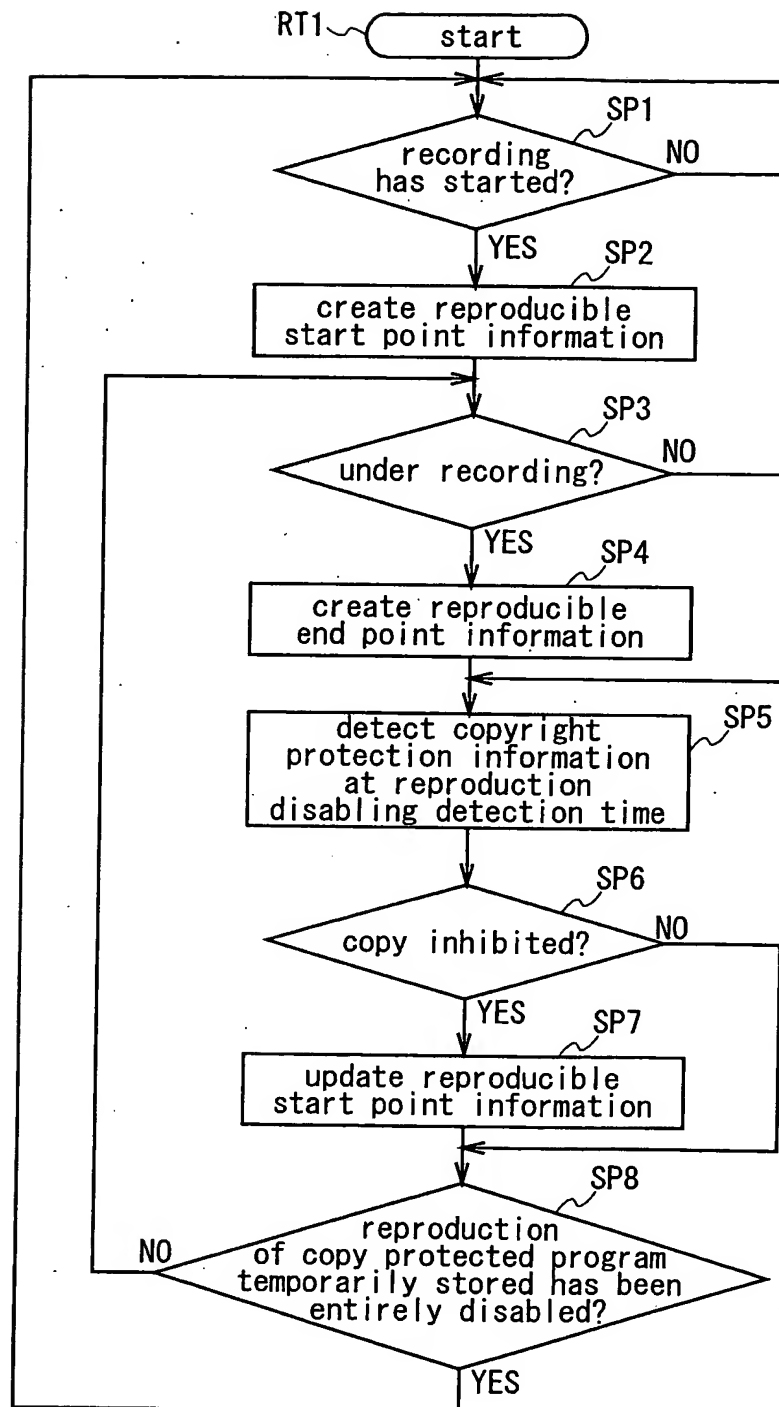 RT1
start
SP1
recording
has started?
NO
YES
SP2
create reproducible
start point information
SP3
under recording?
NO
YES
SP4
create reproducible
end point information
SP5
detect copyright
protection information
at reproduction
disabling detection time
SP6
copy inhibited?
NO
YES
SP7
update reproducible
start point information
SP8
reproduction
of copy protected program
temporarily stored has been
entirely disabled?
NO
YES